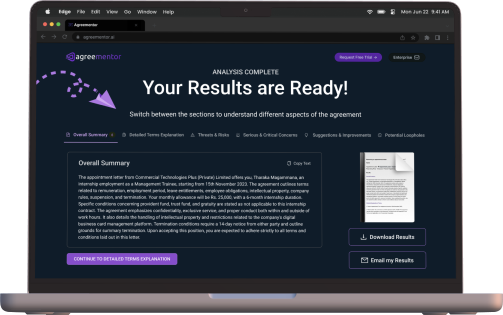 Edge File Edit View Go Window Help Mon Jun 22 9:41 AM
Agreementor
agreementor.ai
agreementor
Request Free Trial
Enterprise
ANALYSIS COMPLETE
Your Results are Ready!
Switch between the sections to understand different aspects of the agreement
Overall Summary Detailed Terms Explanation Threats & Risks Serious & Critical Concerns Suggestions & Improvements Potential Loopholes
Overall Summary Copy Text
The appointment letter from Commercial Technologies Plus (Private) Limited offers you, Tharaka Magammana, an
internship employment as a Management Trainee, starting from 15th November 2023. The agreement outlines terms
related to remuneration, employment period, leave entitlements, employee obligations, intellectual property, company
rules, suspension, and termination. Your monthly allowance will be Rs. 25,000, with a 6-month internship duration.
Specific conditions concerning provident fund, trust fund, and gratuity are stated as not applicable to this internship
contract. The agreement emphasizes confidentiality, exclusive service, and proper conduct both within and outside of
work hours. It also details the handling of intellectual property and restrictions related to the company's digital
business card management platform. Termination conditions require a 14-day notice from either party and outline
grounds for summary termination. Upon accepting this position, you are expected to adhere strictly to all terms and
conditions laid out in this letter.
CONTINUE TO DETAILED TERMS EXPLANATION
Download Results
Email my Results